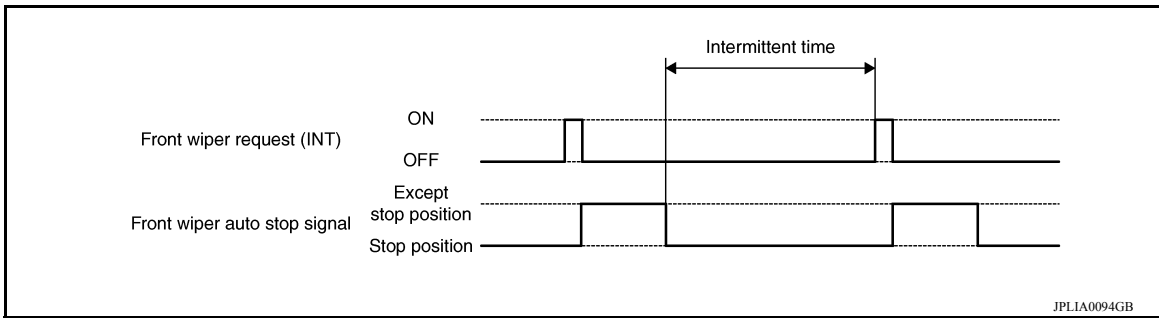 Intermittent time
ON
Front wiper request (INT)
OFF
Except
stop position
Front wiper auto stop signal
Stop position
JPLIA0094GB